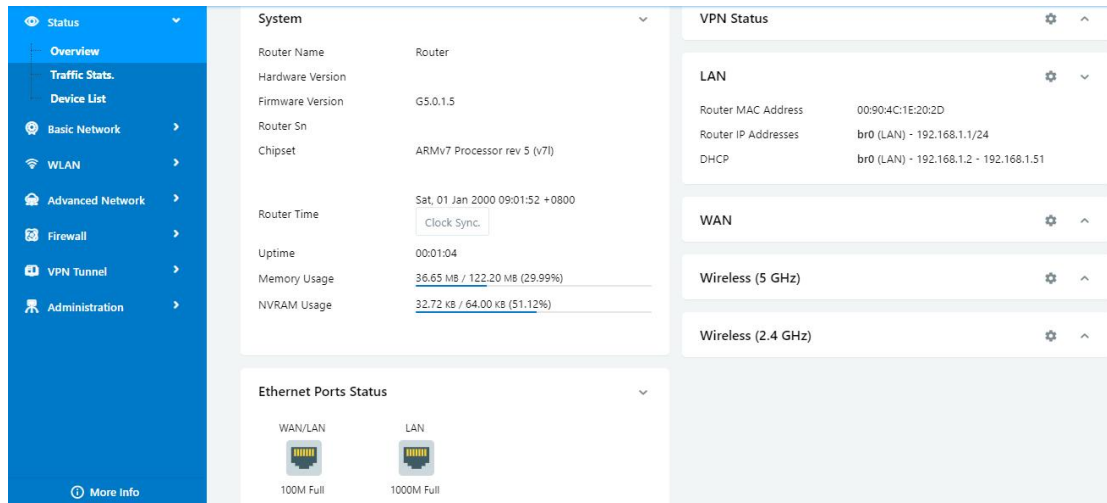 Status
Overview
Traffic Stats.
Device List
Basic Network
WLAN
Advanced Network
Firewall
VPN Tunnel
Administration
More Info
System
Router Name Router
Hardware Version
Firmware Version G5.0.1.5
Router Sn
Chipset ARMv7 Processor rev 5 (v7l)
Router Time Sat, 01 Jan 2000 09:01:52 +0800
Clock Sync.
Uptime 00:01:04
Memory Usage 36.65 MB / 122.20 MB (29.99%)
NVRAM Usage 32.72 KB / 64.00 KB (51.12%)
Ethernet Ports Status
WAN/LAN LAN
100M Full 1000M Full
VPN Status
LAN
Router MAC Address 00:90:4C:1E:20:2D
Router IP Addresses br0 (LAN) - 192.168.1.1/24
DHCP br0 (LAN) - 192.168.1.2 - 192.168.1.51
WAN
Wireless (5 GHz)
Wireless (2.4 GHz)